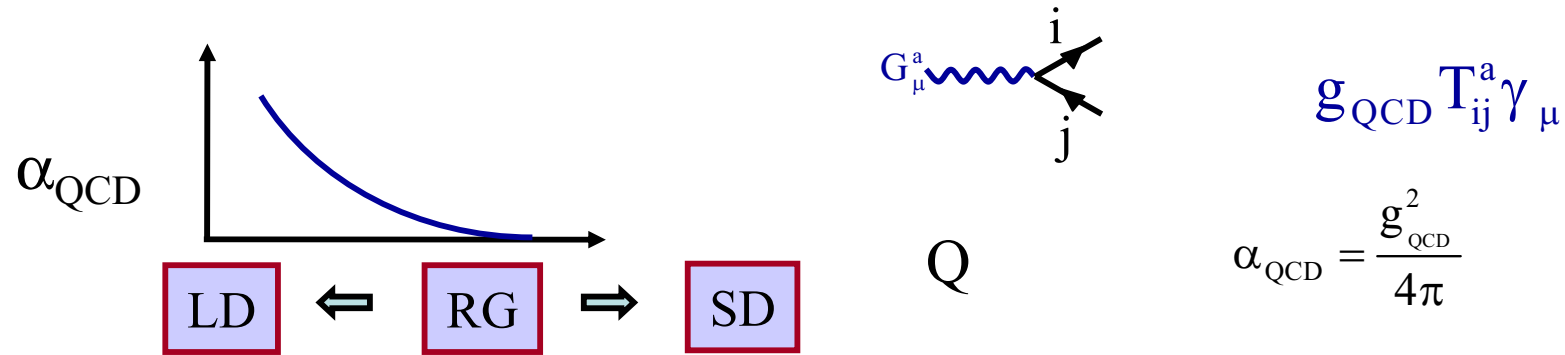 α_QCD
LD
RG
SD
G^a_μ
i
j
Q
g_QCD T^a_ij γ_μ
α_QCD = g²_QCD / 4π